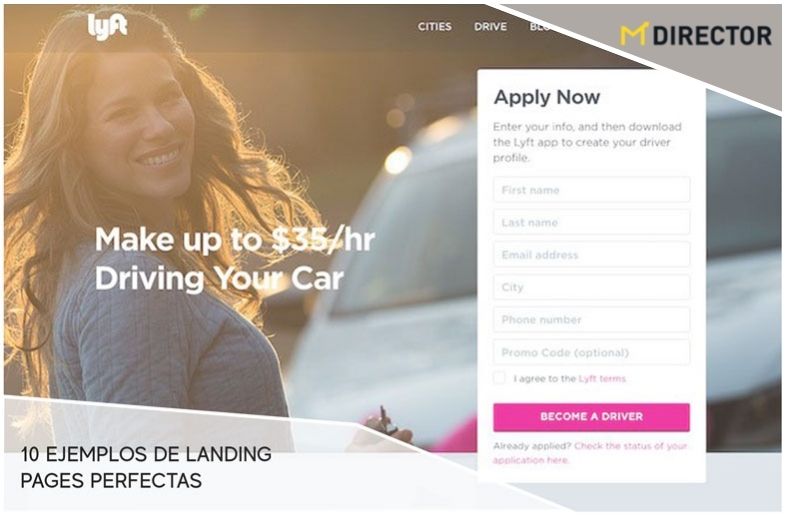 lyft
CITIES DRIVE
MDIRECTOR
Apply Now
Enter your info, and then download
the Lyft app to create your driver
profile.
First name
Last name
Email address
City
Phone number
Promo Code (optional)
I agree to the Lyft terms
BECOME A DRIVER
Already applied? Check the status of your
application here.
Make up to $35/hr
Driving Your Car
10 EJEMPLOS DE LANDING
PAGES PERFECTAS